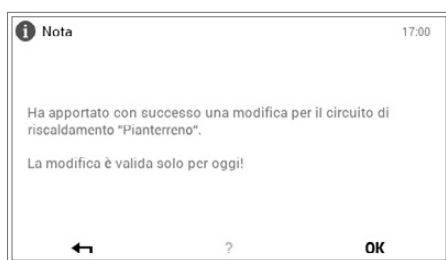 Nota
17:00
Ha apportato con successo una modifica per il circuito di
riscaldamento "Pianterreno".
La modifica è valida solo per oggi!
?
OK